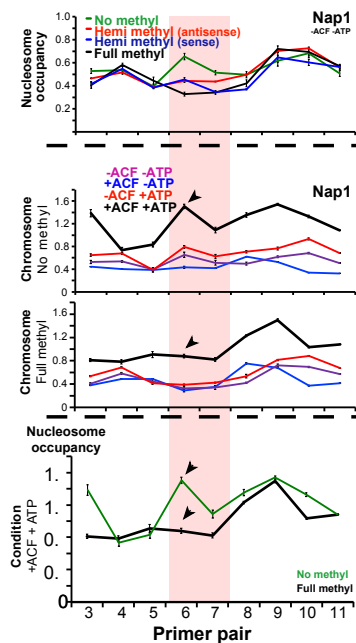 No methyl
Hemi methyl (antisense)
Hemi methyl (sense)
Full methyl
Nap1
-ACF -ATP
Nucleosome
occupancy
1.0
0.8
0.6
0.4
0.2
0
-ACF -ATP
+ACF -ATP
-ACF +ATP
+ACF +ATP
Nap1
Chromosome
No methyl
1.6
1.2
0.8
0.4
0
Chromosome
Full methyl
1.6
1.2
0.8
0.4
0
Nucleosome
occupancy
Condition
+ACF + ATP
1.
1.
0.
0.
0
No methyl
Full methyl
3 4 5 6 7 8 9 10 11
Primer pair